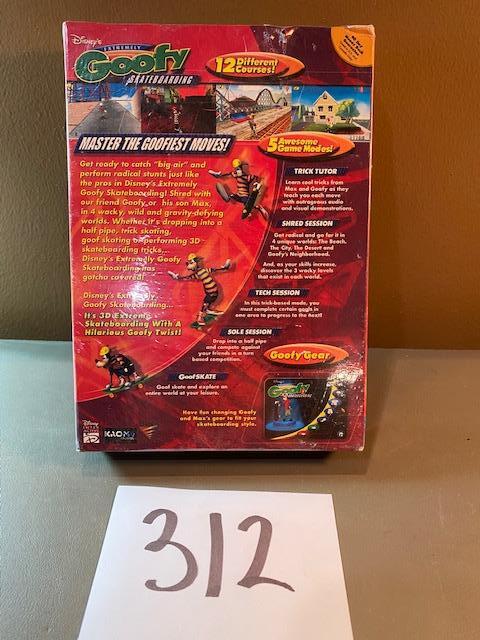 Disney's
EXTREMELY
Goofy
SKATEBOARDING
12 Different
Courses!
MASTER THE GOOFIEST MOVES!
5 Awesome
Game Modes!
Get ready to catch "big-air" and
perform radical stunts just like
the pros in Disney's Extremely
Goofy Skateboarding! Shred with
our friend Goofy or his son Max,
in 4 wacky, wild and gravity-defying
worlds. Whether it's dropping into a
half pipe, trick skating,
goof skating or performing 3D
skateboarding tricks,
Disney's Extremely Goofy
Skateboarding has
gotcha covered!
Disney's Extremely
Goofy Skateboarding...
It's 3D Extreme
Skateboarding With A
Hilarious Goofy Twist!
TRICK TUTOR
Learn cool tricks from
Max and Goofy as they
teach you each move
with outrageous audio
and visual demonstrations.
SHRED SESSION
Get radical and go for it in
4 unique worlds: The Beach,
The City, The Desert and
Goofy's Neighborhood.
And, as your skills increase,
discover the 3 wacky levels
that exist in each world.
TECH SESSION
In this trick-based mode, you
must complete certain goals in
one area to progress to the next!
SOLE SESSION
Drop into a half pipe
and compete against
your friends in a turn
based competition.
GoofSKATE
Goof skate and explore an
entire world at your leisure.
Goofy Gear
Have fun changing Goofy
and Max's gear to fit your
skateboarding style.
Goofy
Disney
INTER
ACTIVE
312